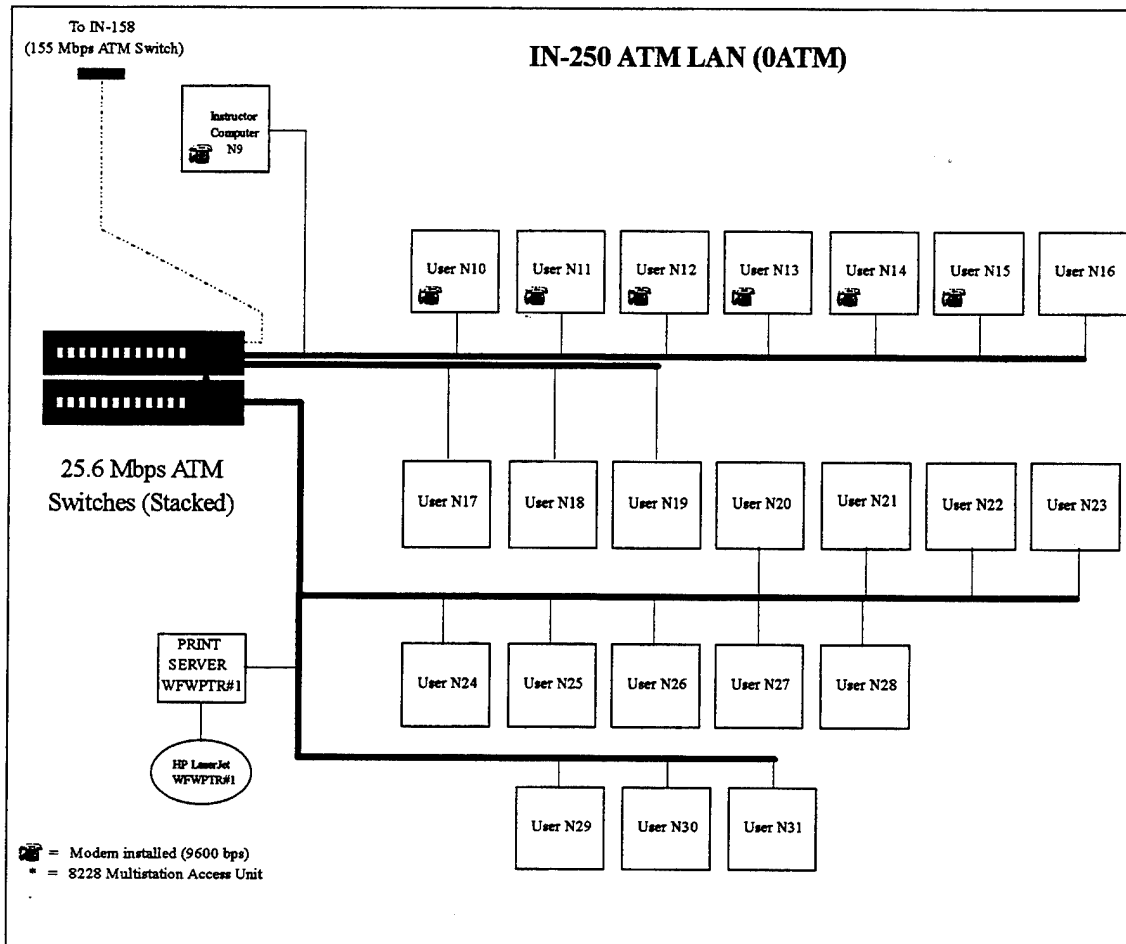 To IN-158
(155 Mbps ATM Switch)
IN-250 ATM LAN (0ATM)
Instructor
Computer
N9
User N10
User N11
User N12
User N13
User N14
User N15
User N16
25.6 Mbps ATM
Switches (Stacked)
User N17
User N18
User N19
User N20
User N21
User N22
User N23
PRINT
SERVER
WFWPTR#1
User N24
User N25
User N26
User N27
User N28
HP LaserJet
WFWPTR#1
User N29
User N30
User N31
= Modem installed (9600 bps)
* = 8228 Multistation Access Unit